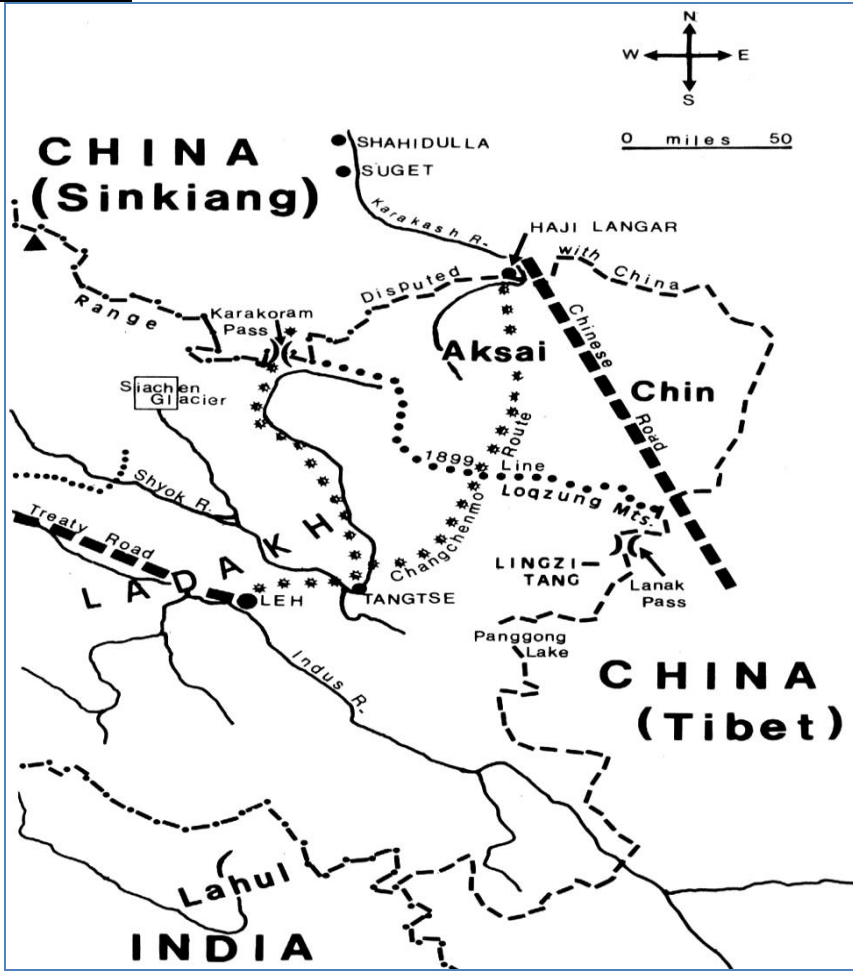 N
W E
S
0 miles 50
CHINA
(Sinkiang)
SHAHIDULLA
SUGET
Karakash R.
HAJI LANGAR
with China
Disputed
Range
Karakoram
Pass
Aksai
Chin
Chinese Road
Siachen
Glacier
Route
1899 Line
Loqzung Mts.
Shyok R.
Treaty Road
Changchenmo
LADAKH
LINGZI
TANG
Lanak
Pass
LEH
TANGTSE
Panggong
Lake
Indus R.
CHINA
(Tibet)
Lahul
INDIA